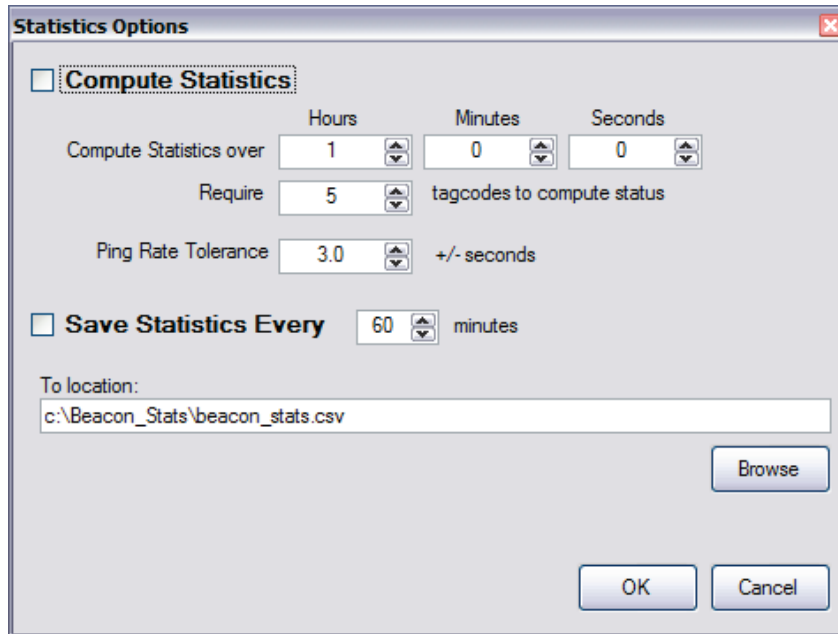 Statistics Options
Compute Statistics
Hours Minutes Seconds
Compute Statistics over 1 0 0
Require 5 tagcodes to compute status
Ping Rate Tolerance 3.0 +/- seconds
Save Statistics Every 60 minutes
To location:
c:\Beacon_Stats\beacon_stats.csv
Browse
OK Cancel